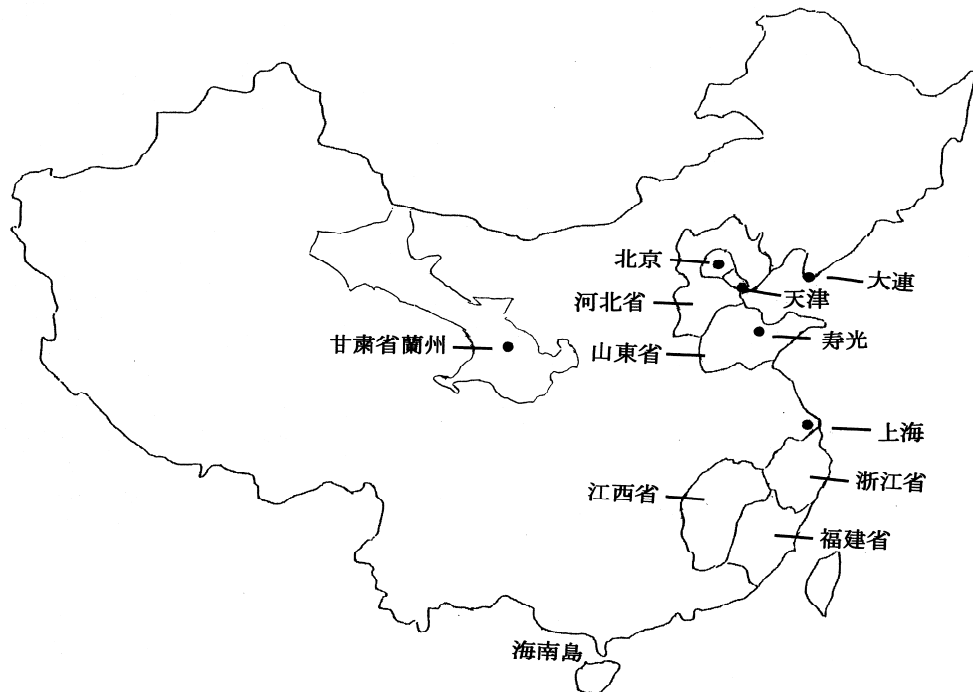 北京
大連
天津
河北省
寿光
甘粛省蘭州
山東省
上海
浙江省
江西省
福建省
海南島